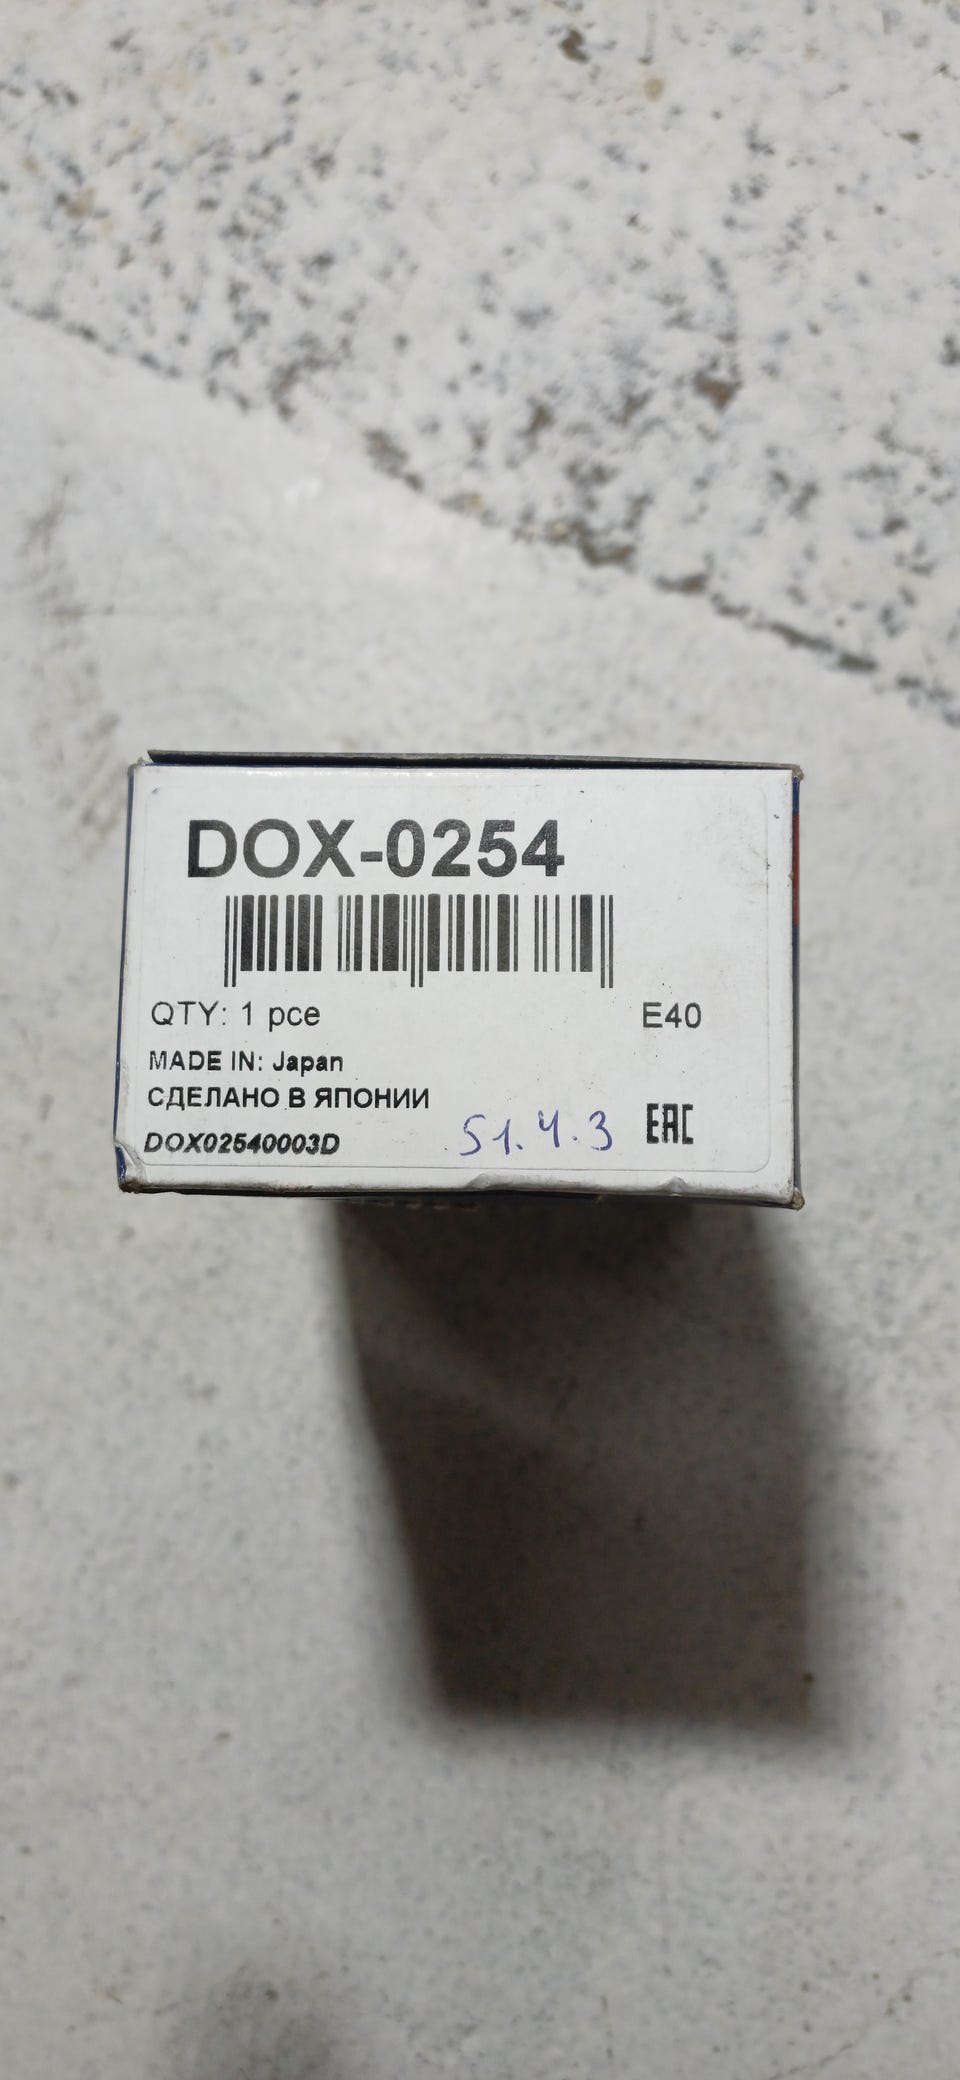 DOX-0254
QTY: 1 pce E40
MADE IN: Japan
СДЕЛАНО В ЯПОНИИ
DOX02540003D 51.4.3 EAC